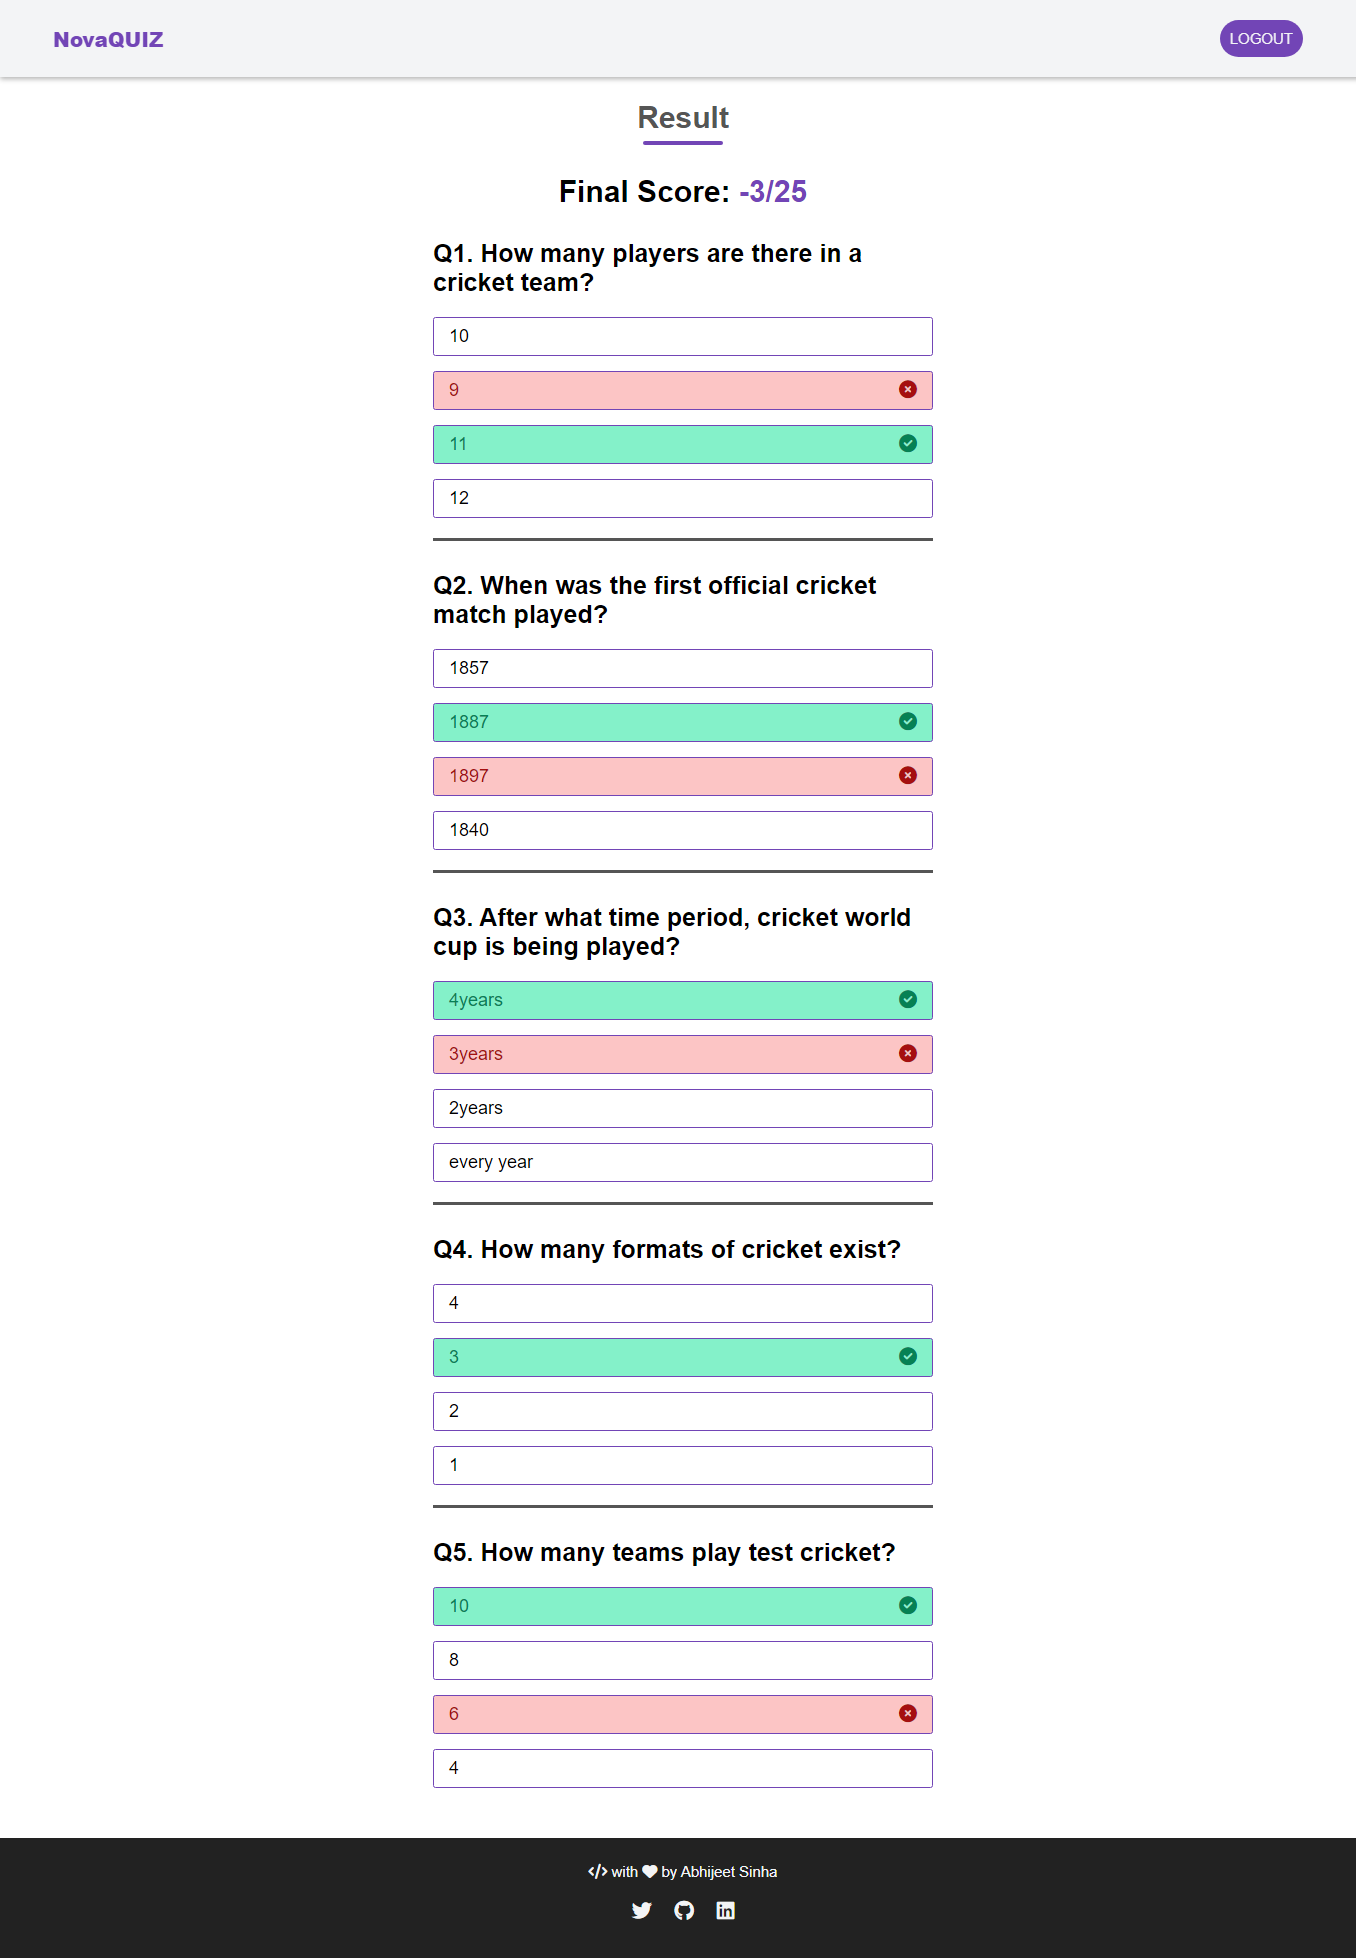 NovaQUIZ
LOGOUT
Result
Final Score: -3/25
Q1. How many players are there in a
cricket team?
10
9
11
12
Q2. When was the first official cricket
match played?
1857
1887
1897
1840
Q3. After what time period, cricket world
cup is being played?
4years
3years
2years
every year
Q4. How many formats of cricket exist?
4
3
2
1
Q5. How many teams play test cricket?
10
8
6
4
with by Abhijeet Sinha